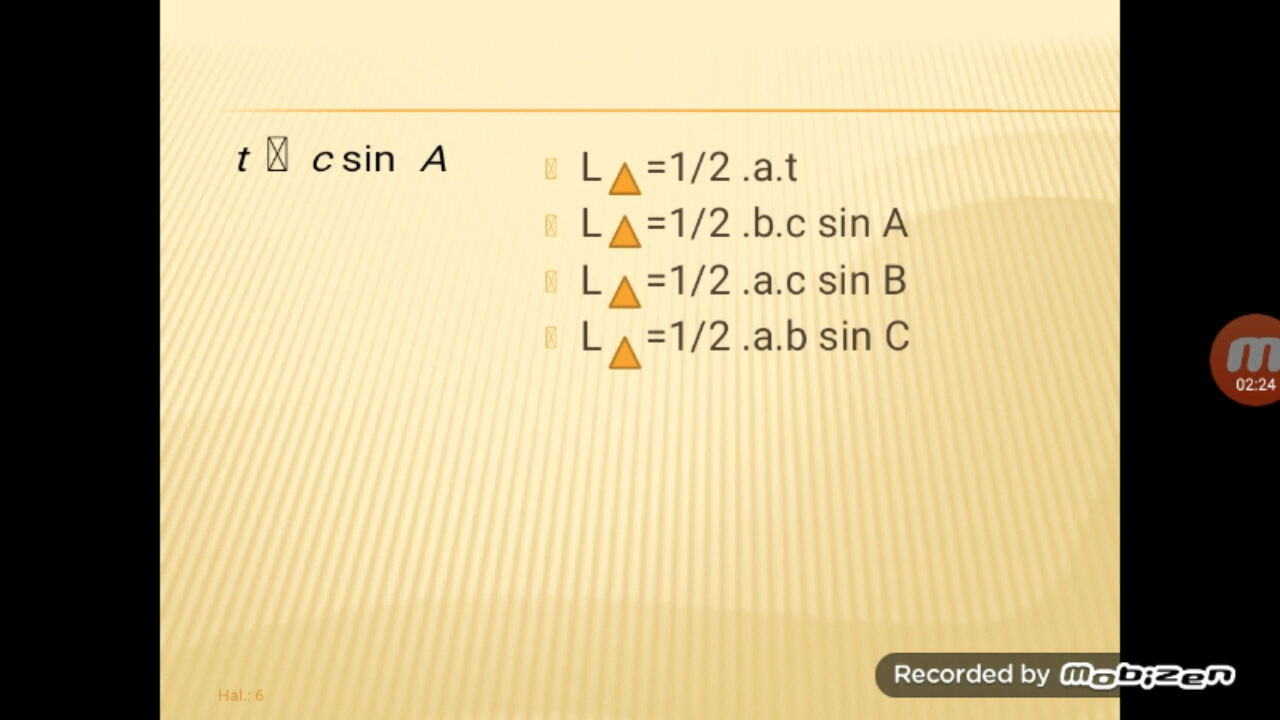 t  c sin A
 L▲=1/2 .a.t
 L▲=1/2 .b.c sin A
 L▲=1/2 .a.c sin B
 L▲=1/2 .a.b sin C
m
02:24
Recorded by mobizen
Hal.: 6